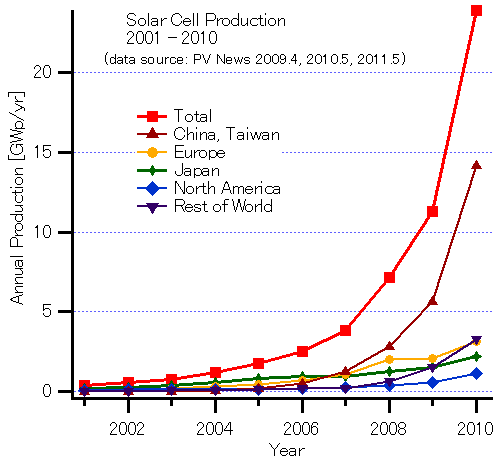 Solar Cell Production
2001 – 2010
(data source: PV News 2009.4, 2010.5, 2011.5)
Total
China, Taiwan
Europe
Japan
North America
Rest of World
Annual Production [GWp/yr]
20
15
10
5
0
2002
2004
2006
2008
2010
Year